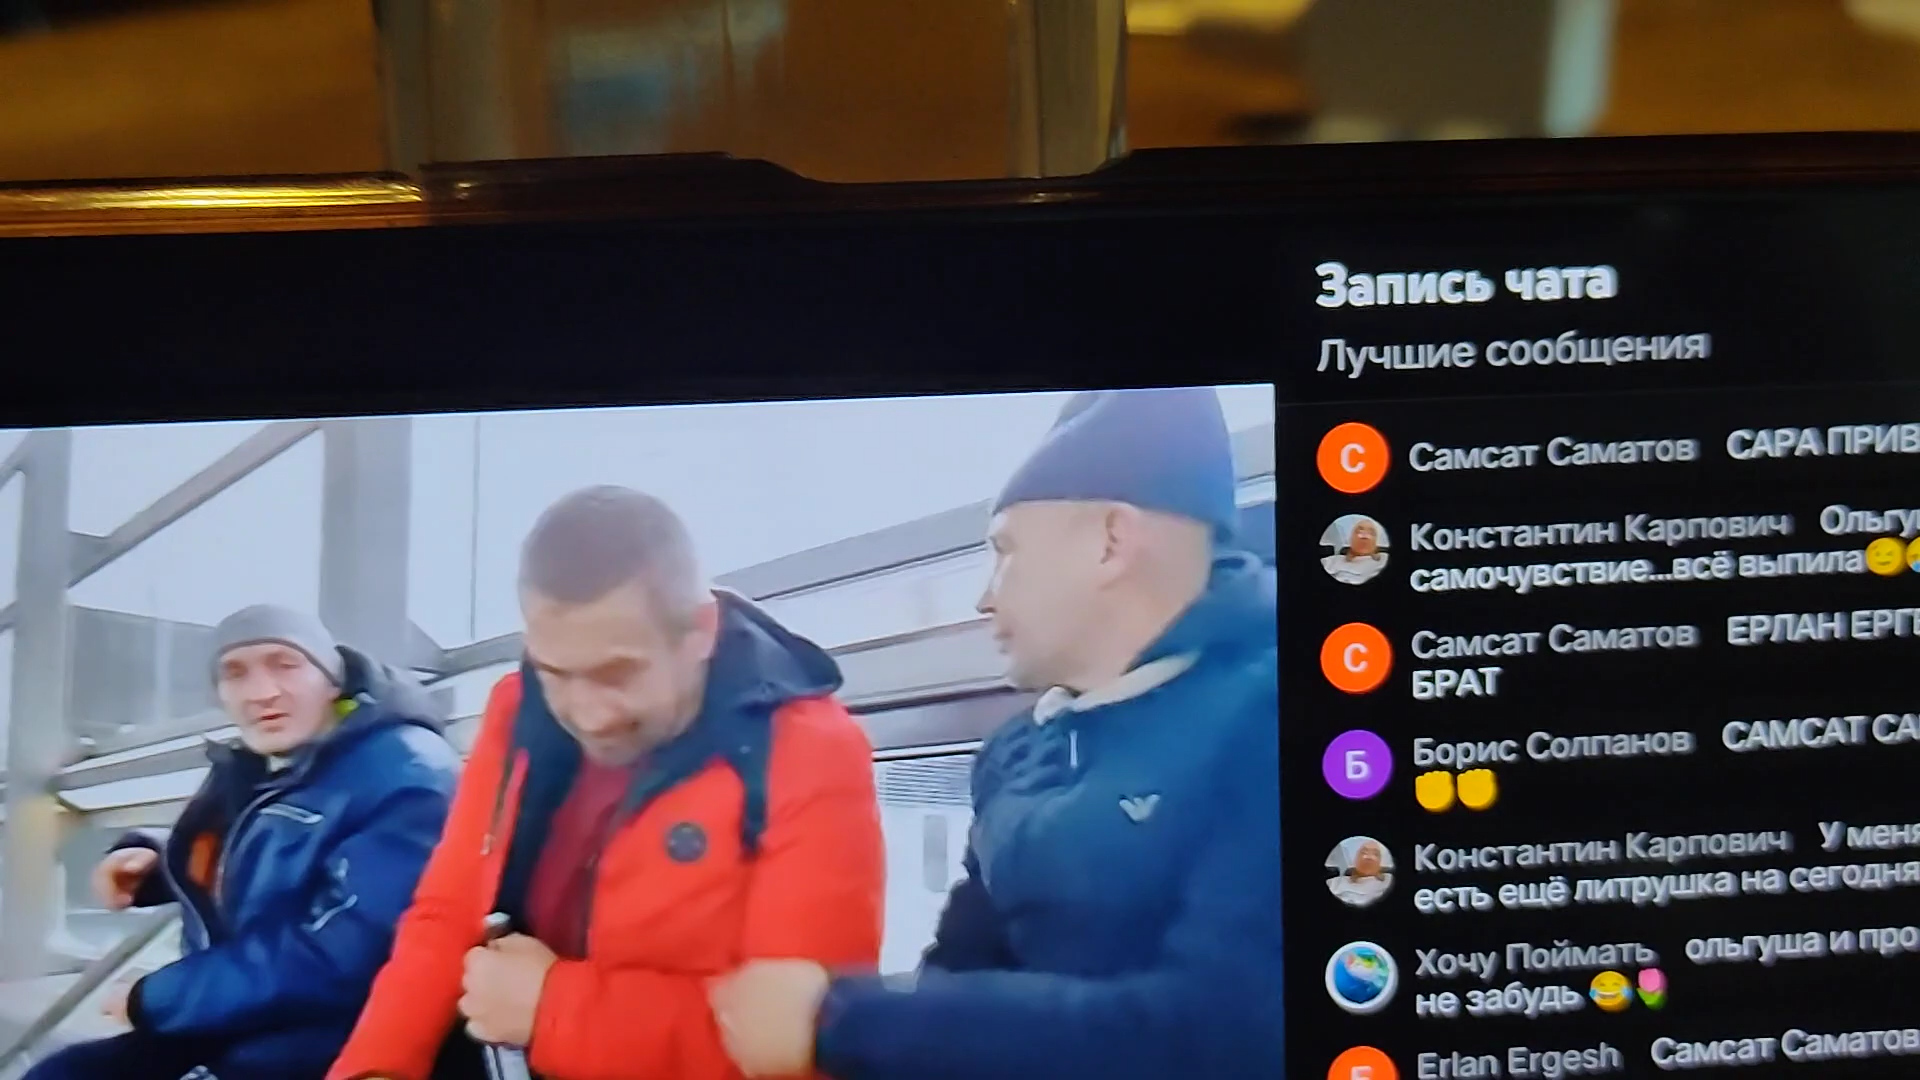 Запись чата
Лучшие сообщения
С Самсат Саматов САРА ПРИВ
Константин Карпович Ольгу
самочувствие...всё выпила
С Самсат Саматов ЕРЛАН ЕРГЕ
БРАТ
Б Борис Солпанов САМСАТ СА
Константин Карпович У меня
есть ещё литрушка на сегодня
Хочу Поймать ольгуша и про
не забудь
E Erlan Ergesh Самсат Саматов